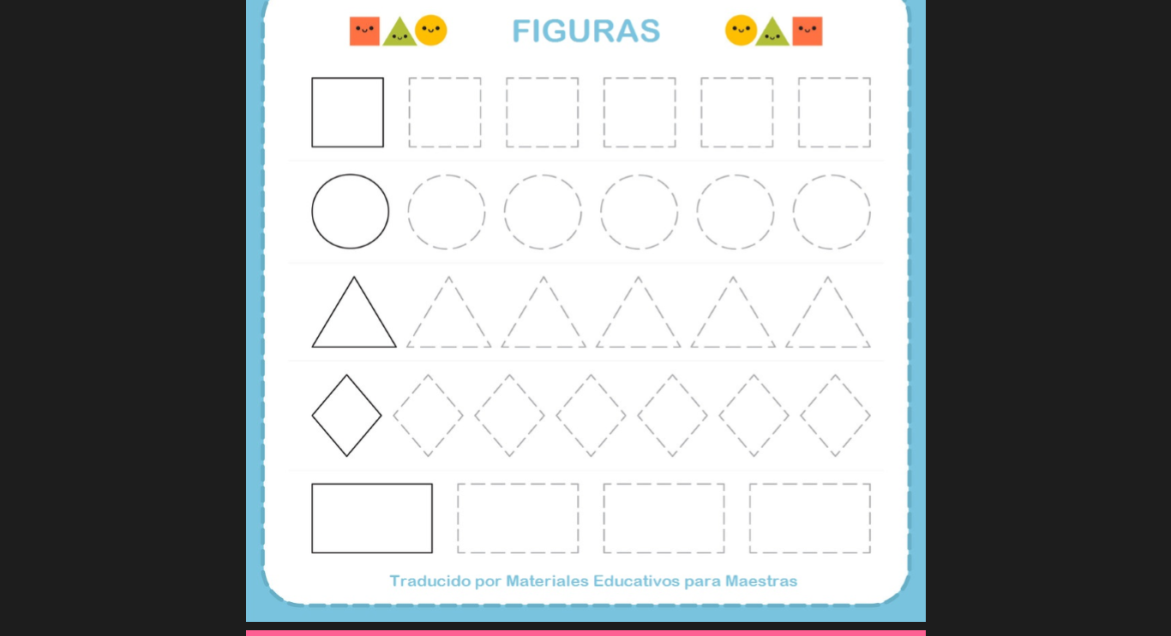 FIGURAS
Traducido por Materiales Educativos para Maestras